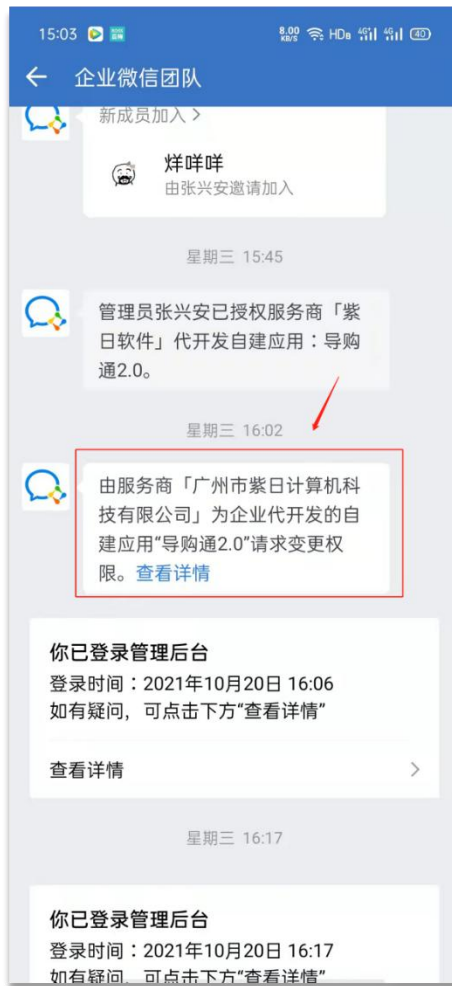 15:03
8.00 KB/S HD 4G 4G 40
企业微信团队
新成员加入 >
烊咩咩
由张兴安邀请加入
星期三 15:45
管理员张兴安已授权服务商「紫
日软件」代开发自建应用：导购
通2.0。
星期三 16:02
由服务商「广州市紫日计算机科
技有限公司」为企业代开发的自
建应用“导购通2.0”请求变更权
限。查看详情
你已登录管理后台
登录时间：2021年10月20日 16:06
如有疑问，可点击下方“查看详情”
查看详情
星期三 16:17
你已登录管理后台
登录时间：2021年10月20日 16:17
如有疑问，可点击下方“查看详情”